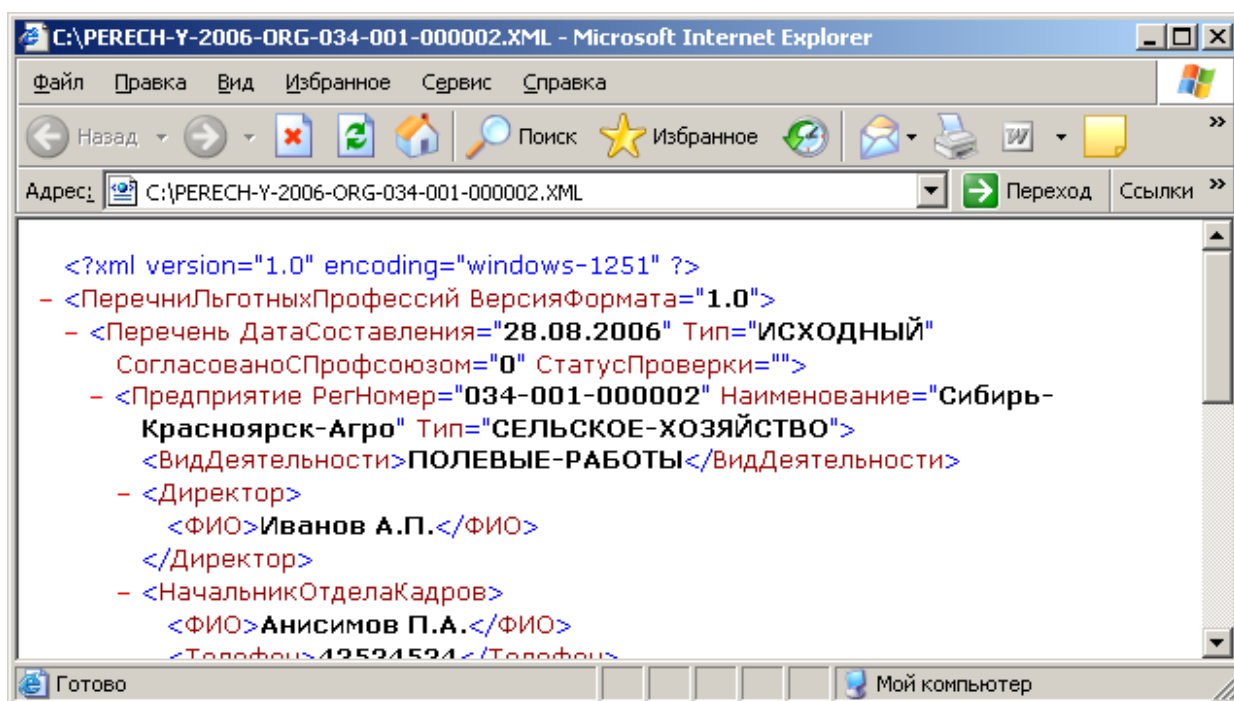 C:\PERECH-Y-2006-ORG-034-001-000002.XML - Microsoft Internet Explorer
Файл Правка Вид Избранное Сервис Справка
Назад Поиск Избранное »
Адрес: C:\PERECH-Y-2006-ORG-034-001-000002.XML Переход Ссылки »
<?xml version="1.0" encoding="windows-1251" ?>
– <ПеречниЛьготныхПрофессий ВерсияФормата="1.0">
– <Перечень ДатаСоставления="28.08.2006" Тип="ИСХОДНЫЙ"
СогласованоСПрофсоюзом="0" СтатусПроверки="">
– <Предприятие РегНомер="034-001-000002" Наименование="Сибирь-
Красноярск-Агро" Тип="СЕЛЬСКОЕ-ХОЗЯЙСТВО">
<ВидДеятельности>ПОЛЕВЫЕ-РАБОТЫ</ВидДеятельности>
– <Директор>
<ФИО>Иванов А.П.</ФИО>
</Директор>
– <НачальникОтделаКадров>
<ФИО>Анисимов П.А.</ФИО>
<Телефон>43534534</Телефон>
Готово Мой компьютер